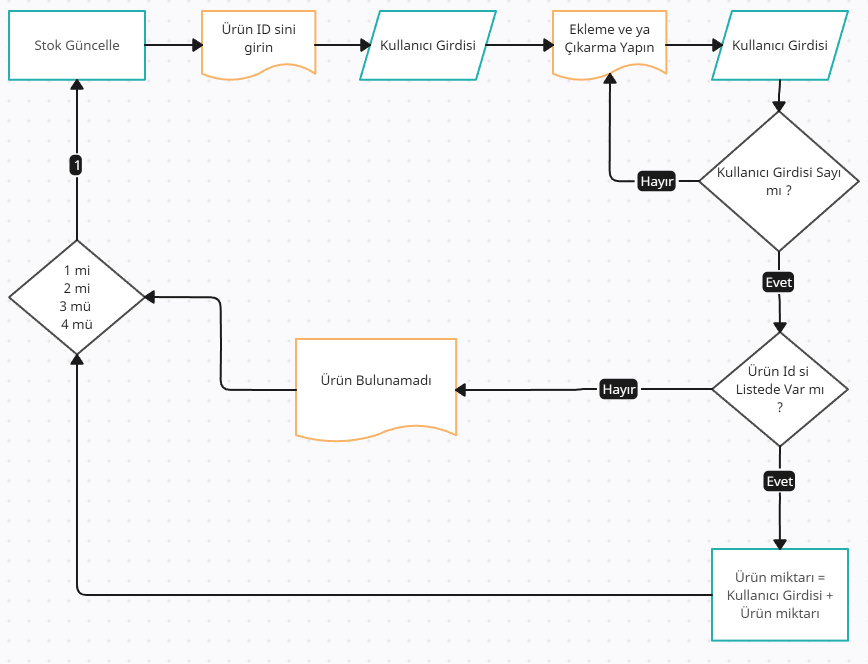 Stok Güncelle
Ürün ID sini
girin
Kullanıcı Girdisi
Ekleme ve ya
Çıkarma Yapın
Kullanıcı Girdisi
Kullanıcı Girdisi Sayı
mı ?
Hayır
1
Evet
1 mi
2 mi
3 mü
4 mü
Ürün Id si
Listede Var mı
?
Hayır
Ürün Bulunamadı
Evet
Ürün miktarı =
Kullanıcı Girdisi +
Ürün miktarı